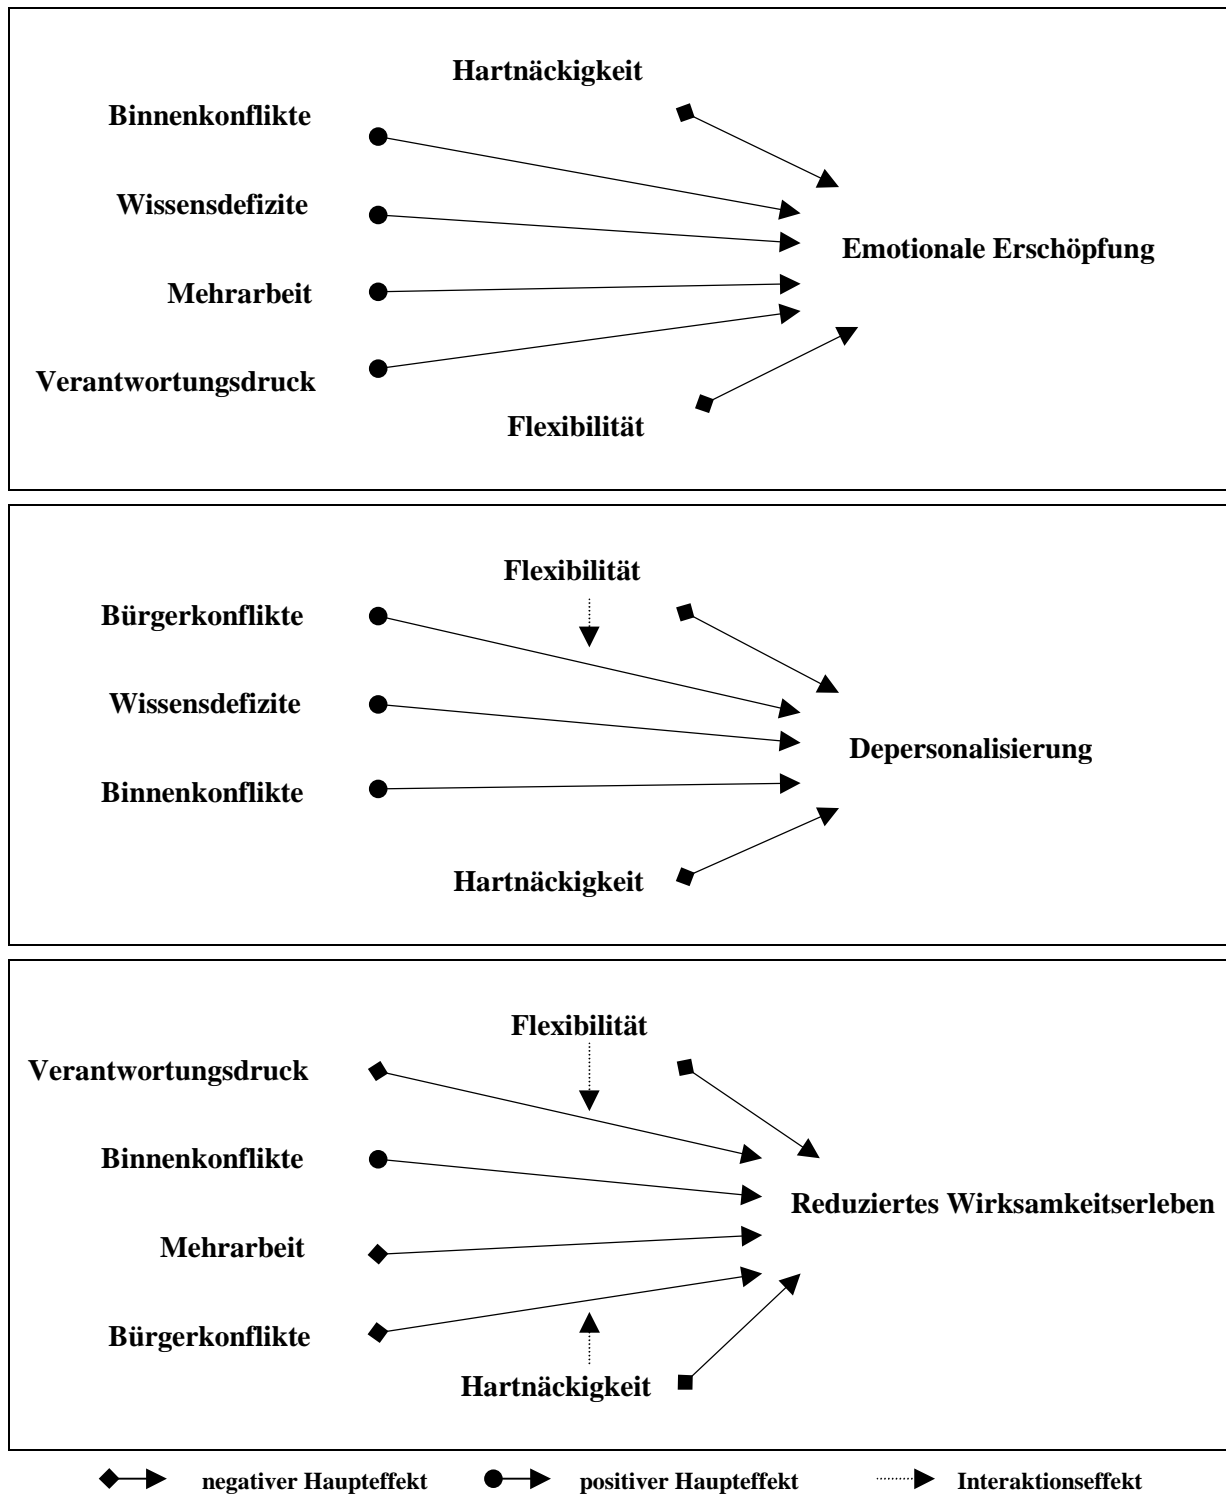 Hartnäckigkeit
Binnenkonflikte
Wissensdefizite
Emotionale Erschöpfung
Mehrarbeit
Verantwortungsdruck
Flexibilität
Flexibilität
Bürgerkonflikte
Wissensdefizite
Depersonalisierung
Binnenkonflikte
Hartnäckigkeit
Flexibilität
Verantwortungsdruck
Binnenkonflikte
Reduziertes Wirksamkeitserleben
Mehrarbeit
Bürgerkonflikte
Hartnäckigkeit
negativer Haupteffekt positiver Haupteffekt Interaktionseffekt